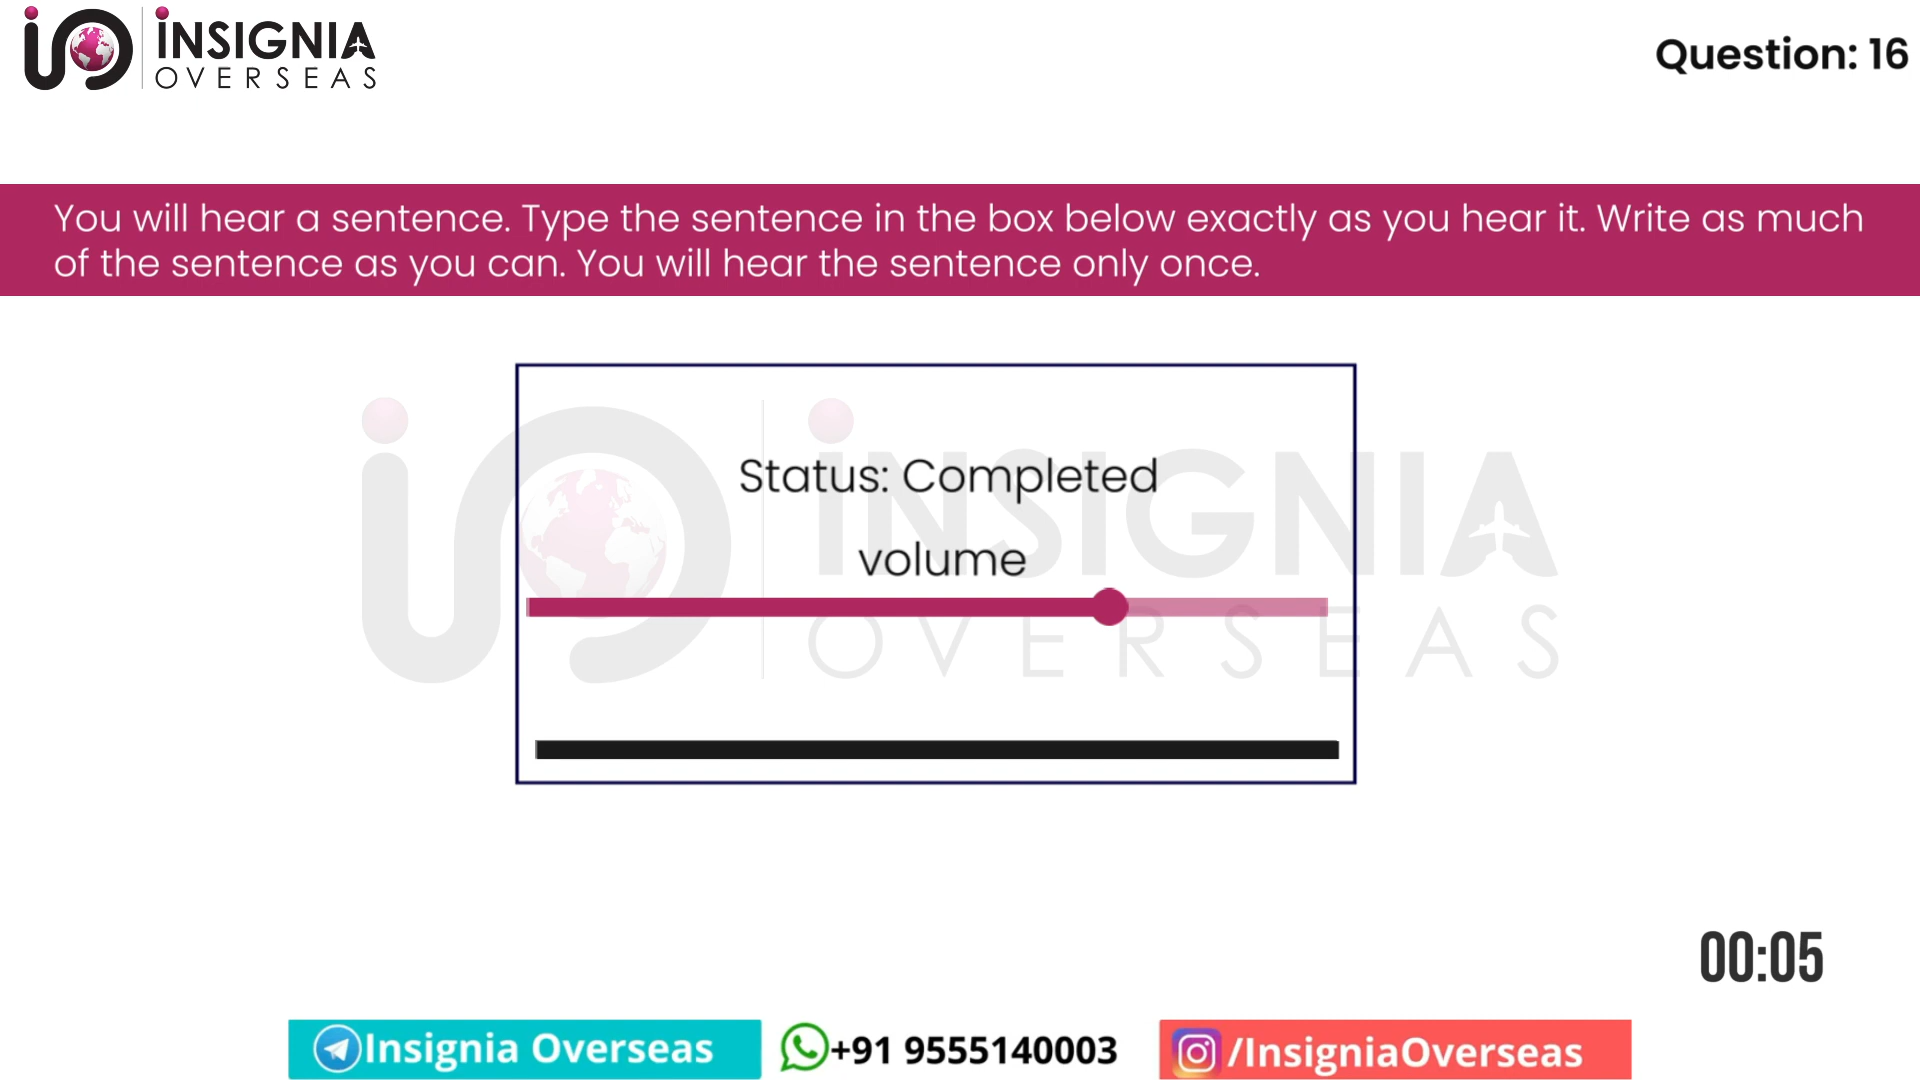 INSIGNIA
OVERSEAS
Question: 16
You will hear a sentence. Type the sentence in the box below exactly as you hear it. Write as much
of the sentence as you can. You will hear the sentence only once.
INSIGNIA
OVERSEAS
Status: Completed
volume
00:05
Insignia Overseas
+91 9555140003
/InsigniaOverseas